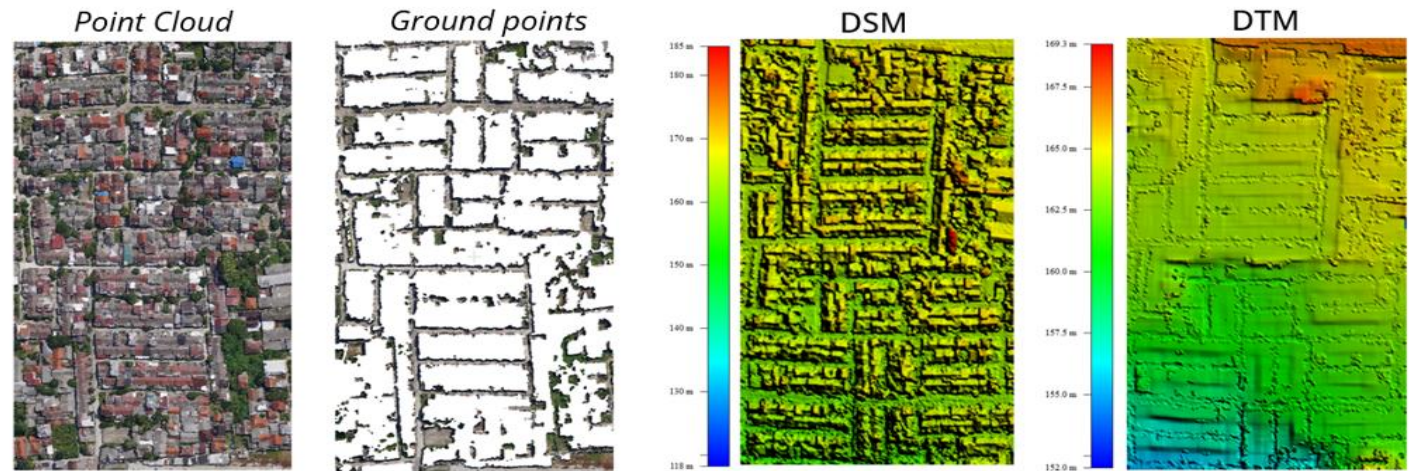 Point Cloud
Ground points
DSM
DTM
185 m
180 m
170 m
160 m
150 m
140 m
130 m
118 m
169.3 m
167.5 m
165.0 m
162.5 m
160.0 m
157.5 m
155.0 m
152.0 m